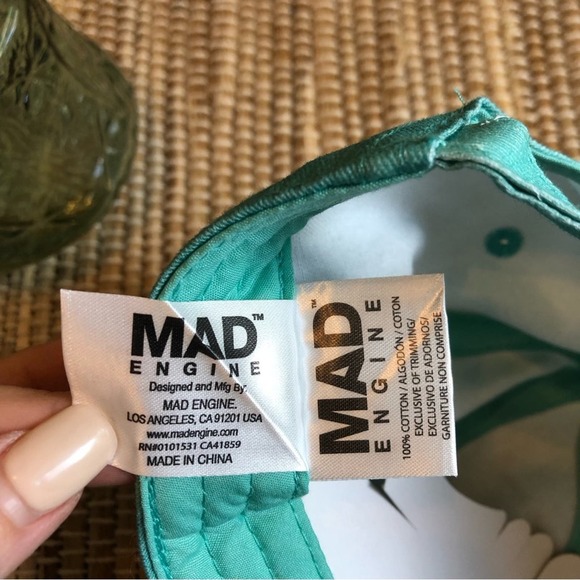 MAD™
ENGINE
Designed and Mfg By:
MAD ENGINE.
LOS ANGELES, CA 91201 USA
www.madengine.com
RN#0101531 CA41859
MADE IN CHINA
MAD™
ENGINE
100% COTTON / ALGODÓN / COTON
EXCLUSIVE OF TRIMMING/
EXCLUSIVO DE ADORNOS/
GARNITURE NON COMPRISE